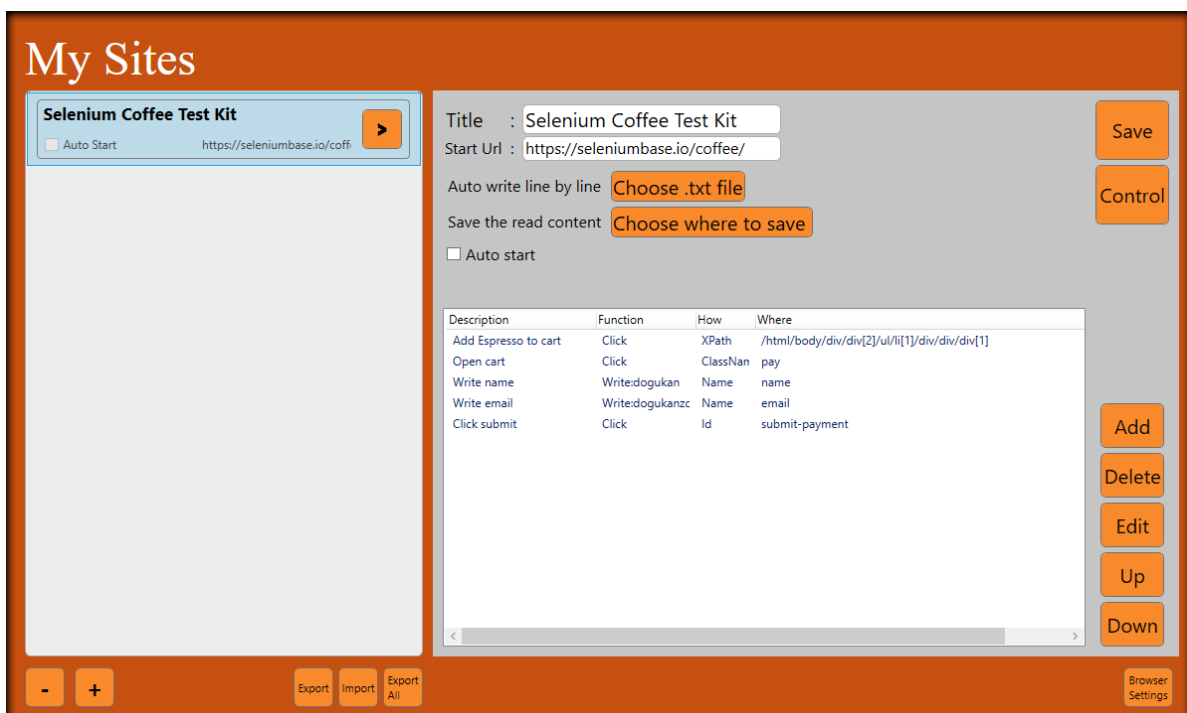 My Sites
Selenium Coffee Test Kit
Auto Start https://seleniumbase.io/coff
>
Title : Selenium Coffee Test Kit
Start Url : https://seleniumbase.io/coffee/
Auto write line by line Choose .txt file
Save the read content Choose where to save
Auto start
Save
Control
Description Function How Where
Add Espresso to cart Click XPath /html/body/div/div[2]/ul/li[1]/div/div/div[1]
Open cart Click ClassNan pay
Write name Write:dogukan Name name
Write email Write:dogukanzc Name email
Click submit Click Id submit-payment
Add
Delete
Edit
Up
Down
- + Export Import Export All
Browser Settings